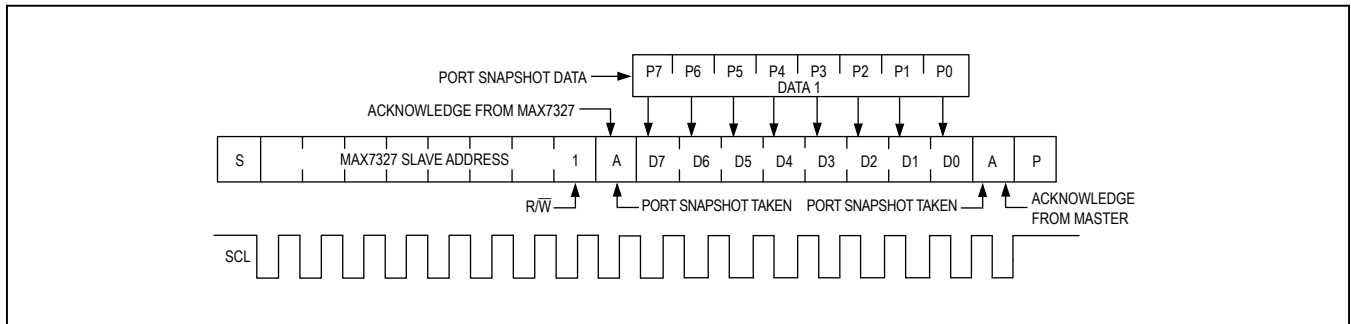 P7 P6 P5 P4 P3 P2 P1 P0
PORT SNAPSHOT DATA
DATA 1
ACKNOWLEDGE FROM MAX7327
S MAX7327 SLAVE ADDRESS 1 A D7 D6 D5 D4 D3 D2 D1 D0 A P
R/W̅ PORT SNAPSHOT TAKEN PORT SNAPSHOT TAKEN ACKNOWLEDGE
FROM MASTER
SCL